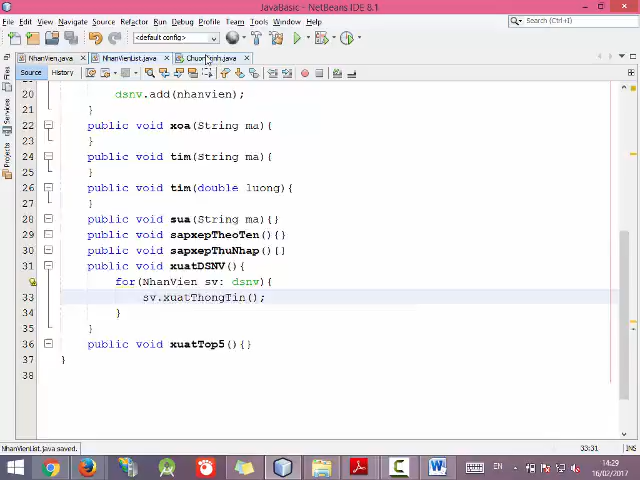 JavaBasic - NetBeans IDE 8.1
File Edit View Navigate Source Refactor Run Debug Profile Team Tools Window Help
Search (Ctrl+I)
<default config>
NhanVien.java NhanVienList.java
Source History
20 dsnv.add(nhanvien);
21 }
22 public void xoa(String ma){
23 }
24 public void tim(String ma){
25 }
26 public void tim(double luong){
27 }
28 public void sua(String ma){}
29 public void sapxepTheoTen(){}
30 public void sapxepThuNhap(){}
31 public void xuatDSNV(){
for(NhanVien sv: dsnv){
33 sv.xuatThongTin();
34 }
35 }
36 public void xuatTop5(){}
37 }
38
Files
Services
Projects
NhanVienList.java saved.
33:31
EN
14:29
16/02/2017